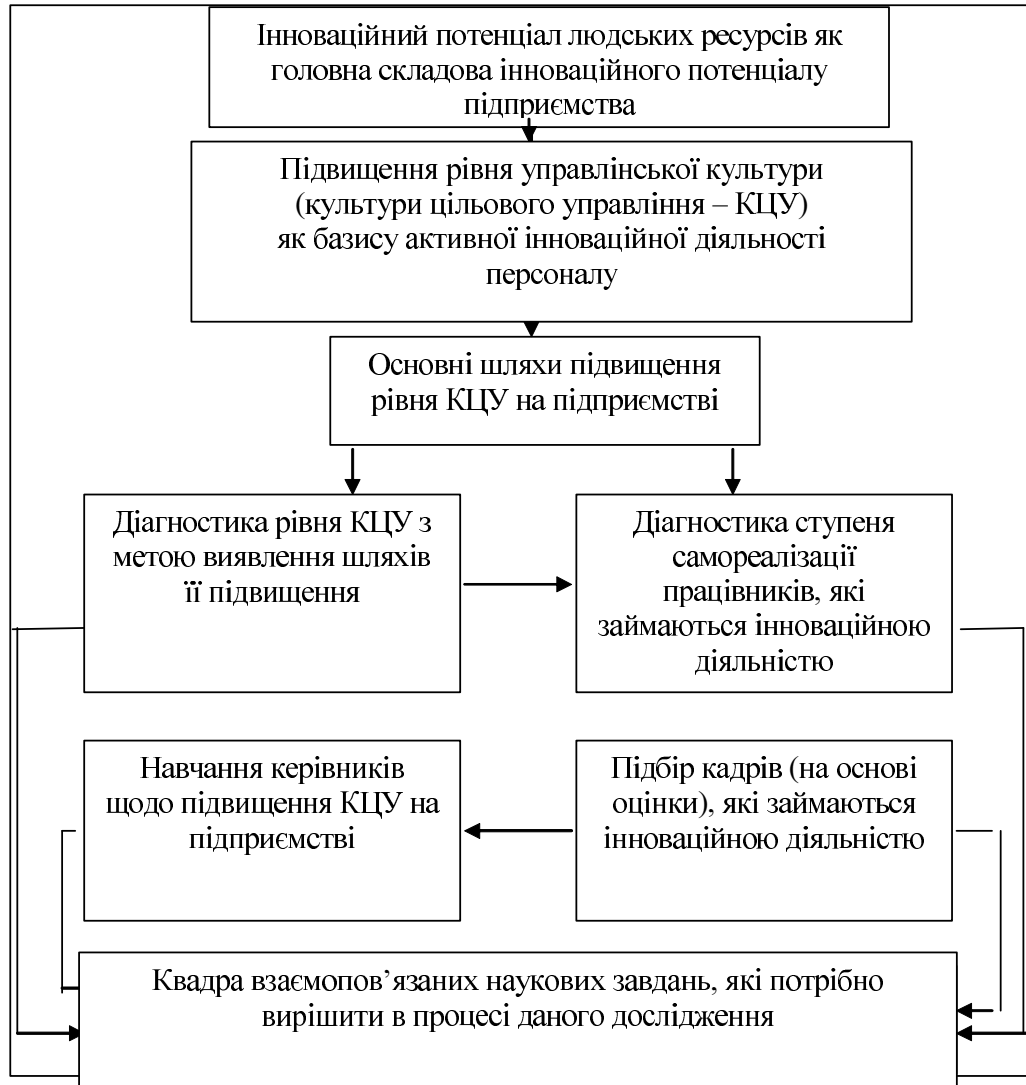 Інноваційний потенціал людських ресурсів як
головна складова інноваційного потенціалу
підприємства
Підвищення рівня управлінської культури
(культури цільового управління – КЦУ)
як базису активної інноваційної діяльності
персоналу
Основні шляхи підвищення
рівня КЦУ на підприємстві
Діагностика рівня КЦУ з
метою виявлення шляхів
її підвищення
Діагностика ступеня
самореалізації
працівників, які
займаються інноваційною
діяльністю
Навчання керівників
щодо підвищення КЦУ на
підприємстві
Підбір кадрів (на основі
оцінки), які займаються
інноваційною діяльністю
Квадра взаємопов’язаних наукових завдань, які потрібно
вирішити в процесі даного дослідження